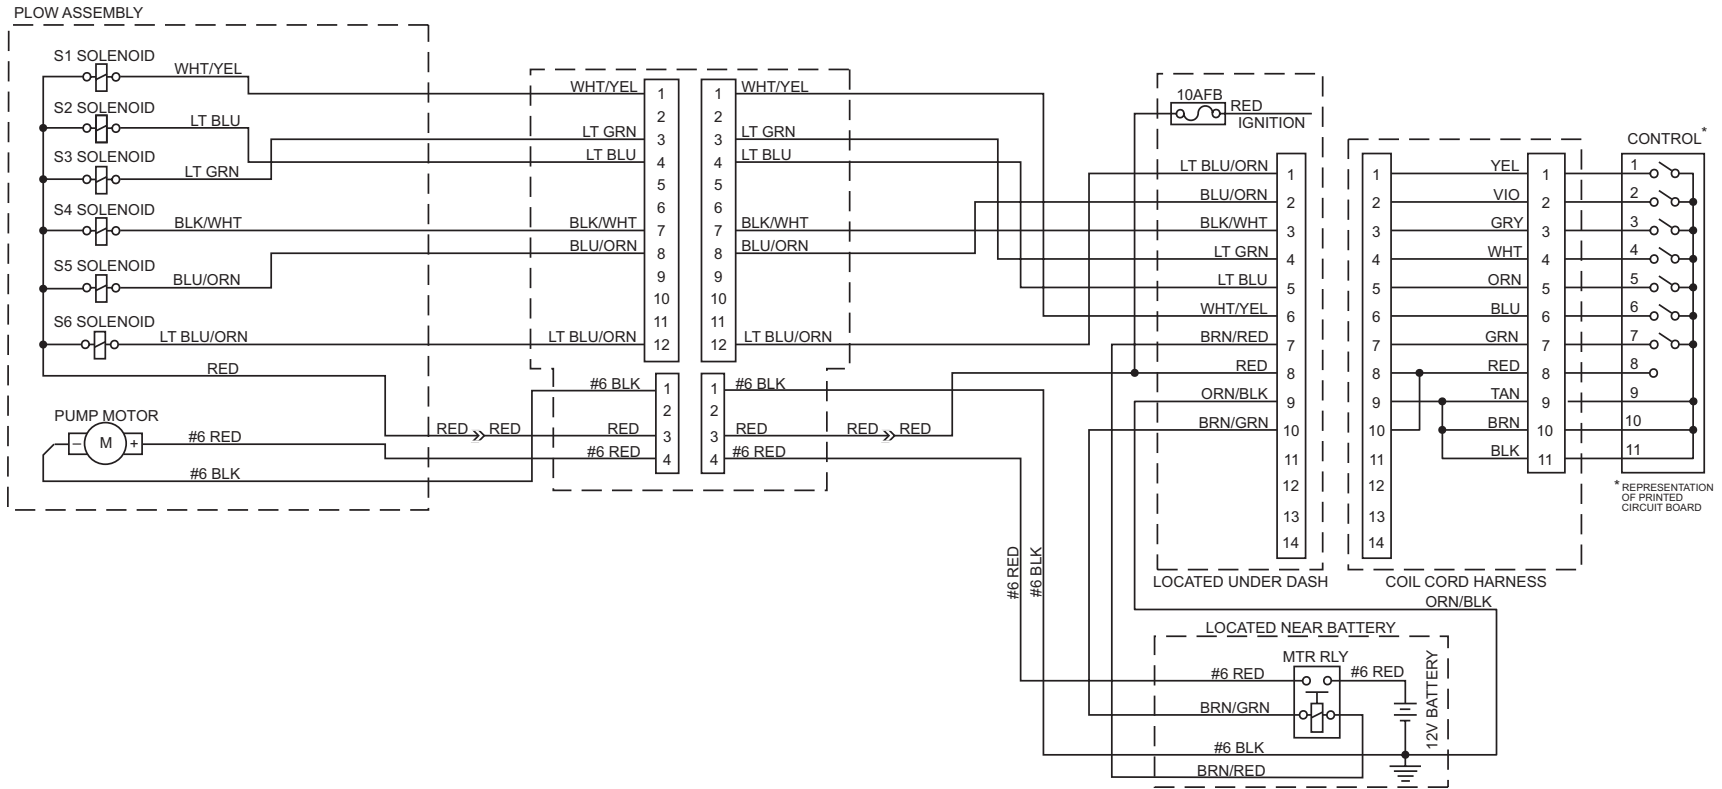 PLOW ASSEMBLY
S1 SOLENOID
WHT/YEL
S2 SOLENOID
LT BLU
S3 SOLENOID
LT GRN
S4 SOLENOID
BLK/WHT
S5 SOLENOID
BLU/ORN
S6 SOLENOID
LT BLU/ORN
RED
PUMP MOTOR
– M +
#6 RED
#6 BLK
RED RED
WHT/YEL 1
2
LT GRN 3
LT BLU 4
5
6
BLK/WHT 7
BLU/ORN 8
9
10
11
LT BLU/ORN 12
#6 BLK 1
2
RED 3
#6 RED 4
1 WHT/YEL
2
3 LT GRN
4 LT BLU
5
6
7 BLK/WHT
8 BLU/ORN
9
10
11
12 LT BLU/ORN
1 #6 BLK
2
3 RED
4 #6 RED
RED RED
#6 RED
#6 BLK
10AFB
RED
IGNITION
LT BLU/ORN 1
BLU/ORN 2
BLK/WHT 3
LT GRN 4
LT BLU 5
WHT/YEL 6
BRN/RED 7
RED 8
ORN/BLK 9
BRN/GRN 10
11
12
13
14
LOCATED UNDER DASH
1 YEL 1
2 VIO 2
3 GRY 3
4 WHT 4
5 ORN 5
6 BLU 6
7 GRN 7
8 RED 8
9 TAN 9
10 BRN 10
11 BLK 11
12
13
14
COIL CORD HARNESS
CONTROL*
1
2
3
4
5
6
7
8
9
10
11
* REPRESENTATION
OF PRINTED
CIRCUIT BOARD
ORN/BLK
LOCATED NEAR BATTERY
MTR RLY
#6 RED
#6 RED
BRN/GRN
12V BATTERY
#6 BLK
BRN/RED